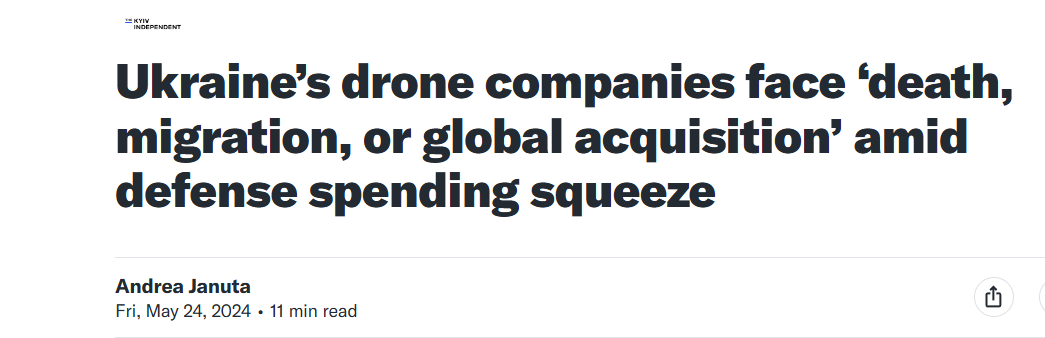 THE KYIV
INDEPENDENT
Ukraine’s drone companies face ‘death,
migration, or global acquisition’ amid
defense spending squeeze
Andrea Januta
Fri, May 24, 2024 • 11 min read